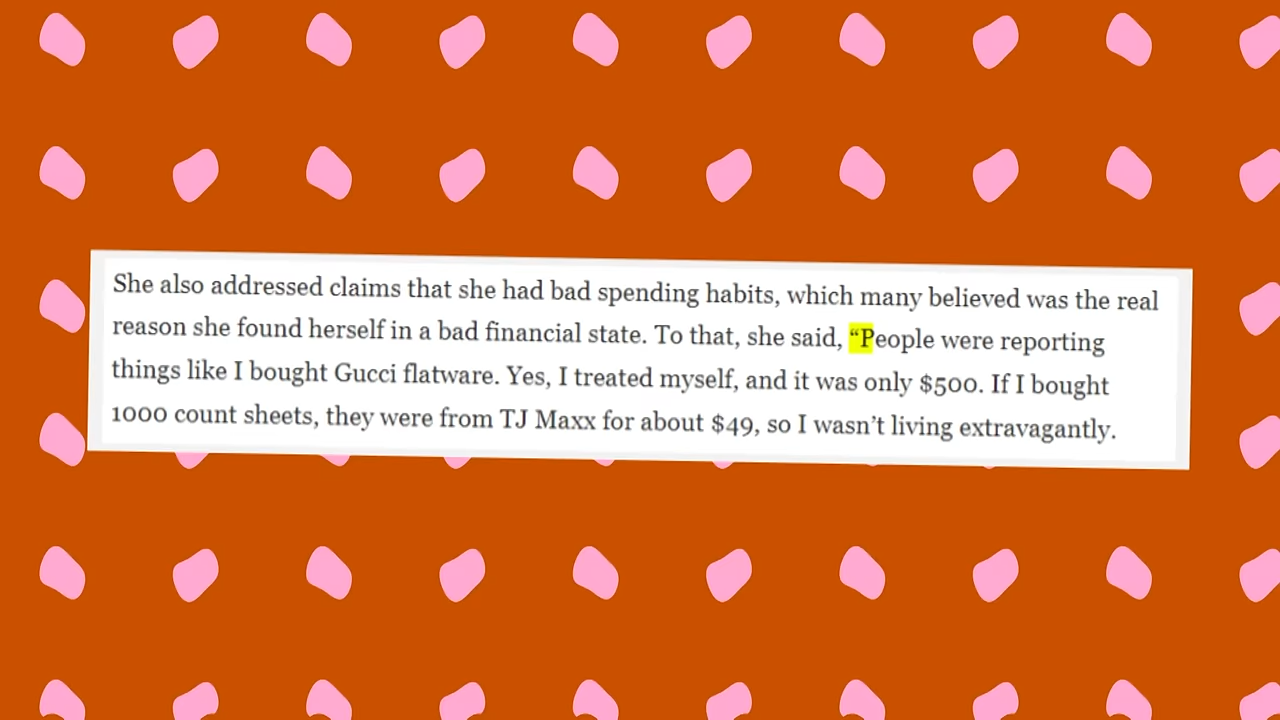 She also addressed claims that she had bad spending habits, which many believed was the real
reason she found herself in a bad financial state. To that, she said, “People were reporting
things like I bought Gucci flatware. Yes, I treated myself, and it was only $500. If I bought
1000 count sheets, they were from TJ Maxx for about $49, so I wasn’t living extravagantly.